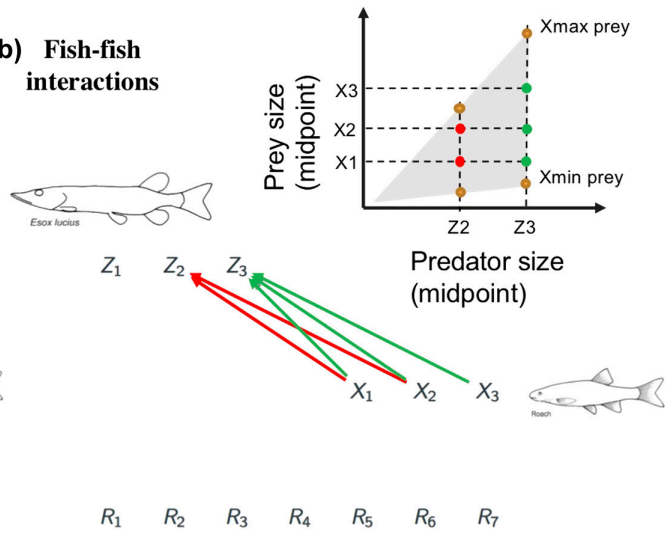 b) Fish-fish
interactions
Xmax prey
X3
X2
X1
Prey size
(midpoint)
Xmin prey
Z2 Z3
Predator size
(midpoint)
Esox lucius
Z₁ Z₂ Z₃
X₁ X₂ X₃
Roach
R₁ R₂ R₃ R₄ R₅ R₆ R₇